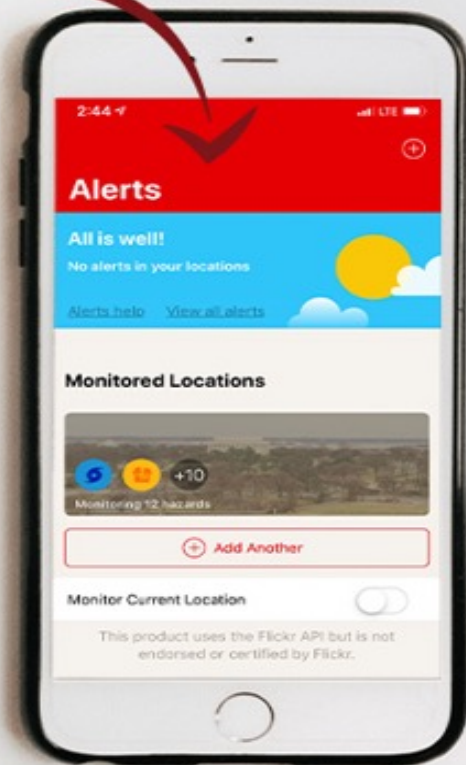 2:44
LTE
Alerts
All is well!
No alerts in your locations
Alerts help View all alerts
Monitored Locations
+10
Monitoring 12 hazards
Add Another
Monitor Current Location
This product uses the Flickr API but is not
endorsed or certified by Flickr.